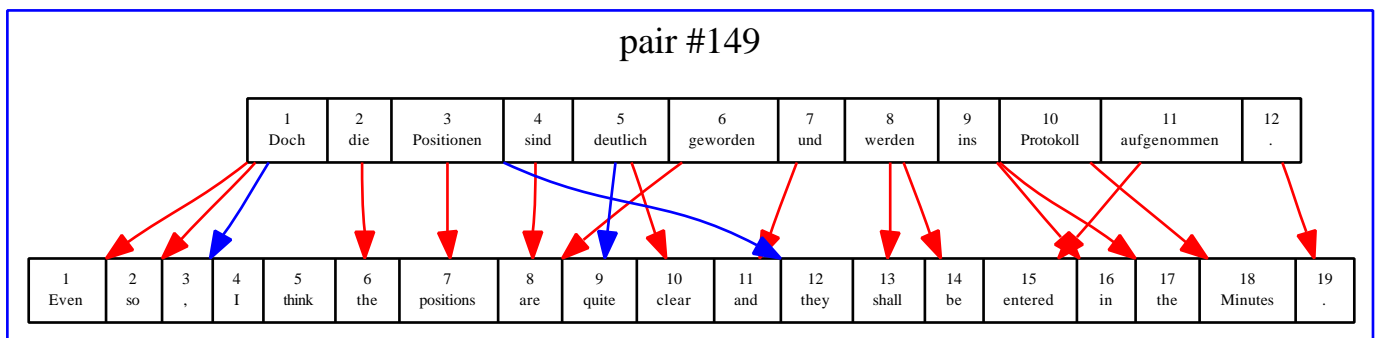 pair #149
1 2 3 4 5 6 7 8 9 10 11 12
Doch die Positionen sind deutlich geworden und werden ins Protokoll aufgenommen .
1 2 3 4 5 6 7 8 9 10 11 12 13 14 15 16 17 18 19
Even so , I think the positions are quite clear and they shall be entered in the Minutes .